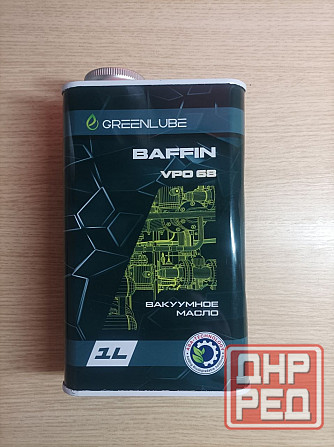 GREENLUBE
BAFFIN
VPO 68
ВАКУУМНОЕ
МАСЛО
1L
ДНР
РЕД